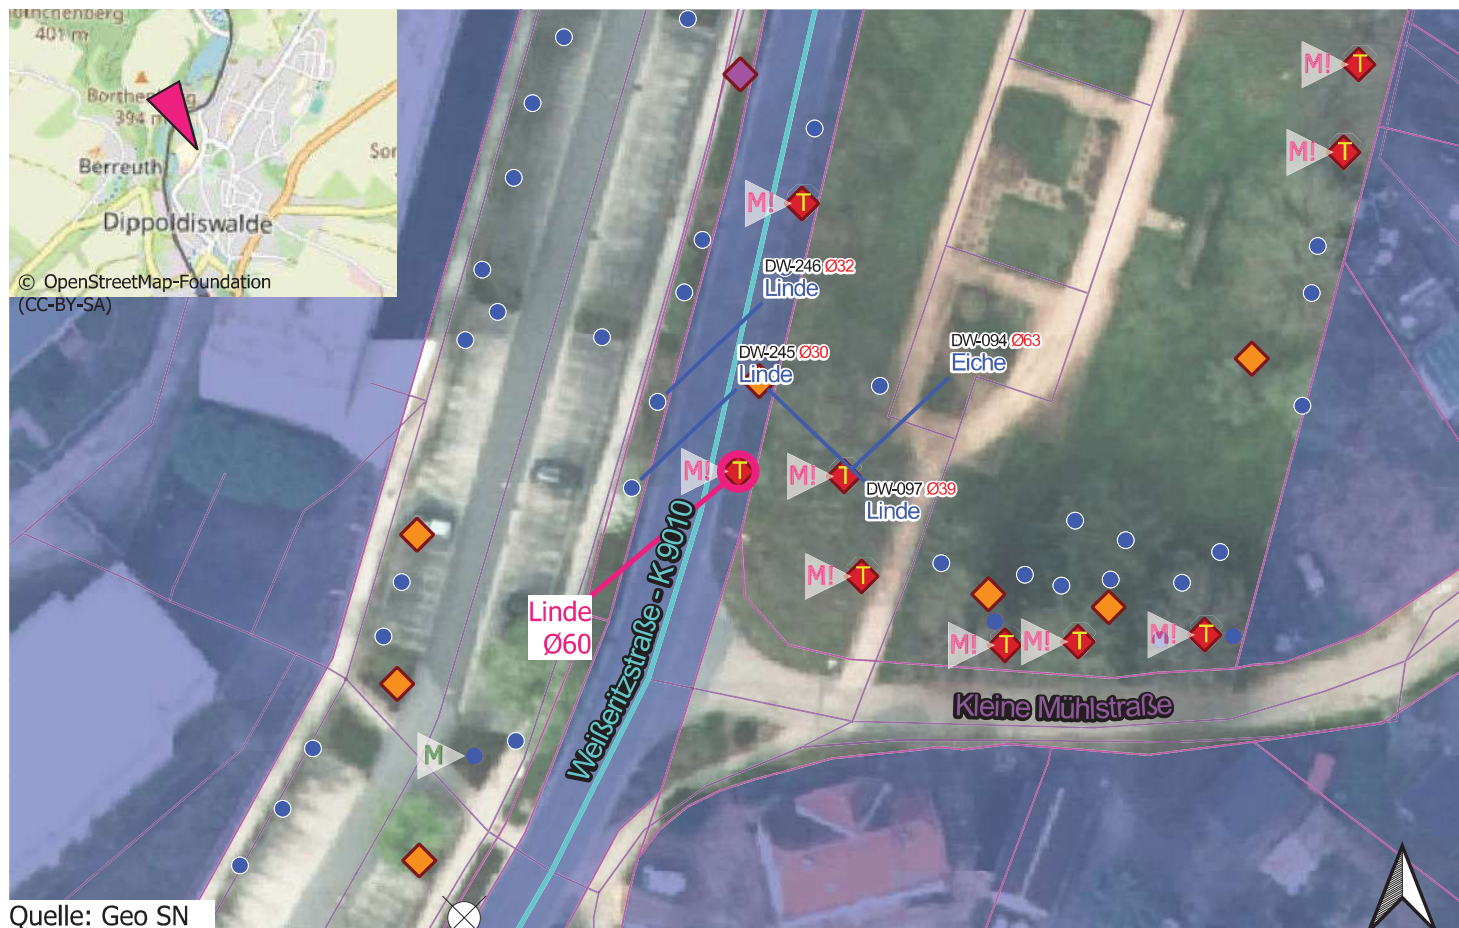 401 m
394 m
Berreuth
Dippoldiswalde
© OpenStreetMap-Foundation
(CC-BY-SA)
M! T
M! T
M! T
DW-246 Ø32
Linde
DW-245 Ø30
Linde
DW-094 Ø63
Eiche
M! T
M! T
DW-097 Ø39
Linde
M! T
Linde
Ø60
M! T
M! T
M! T
Weißeritzstraße - K 9010
Kleine Mühlstraße
M
Quelle: Geo SN